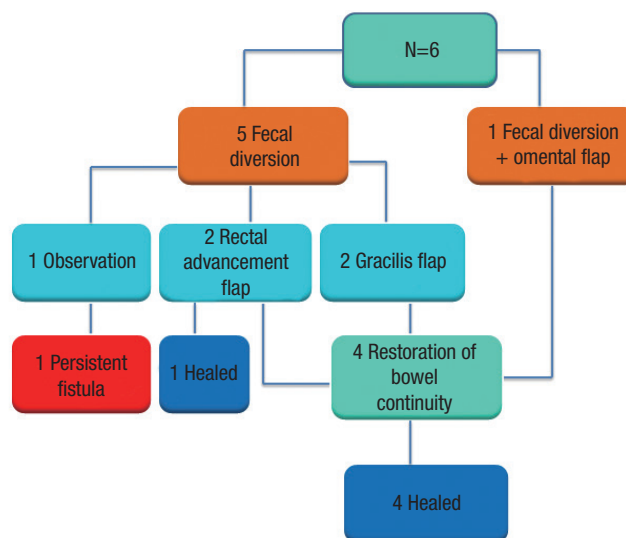 N=6
5 Fecal
diversion
1 Fecal diversion
+ omental flap
1 Observation
2 Rectal
advancement
flap
2 Gracilis flap
1 Persistent
fistula
1 Healed
4 Restoration of
bowel
continuity
4 Healed